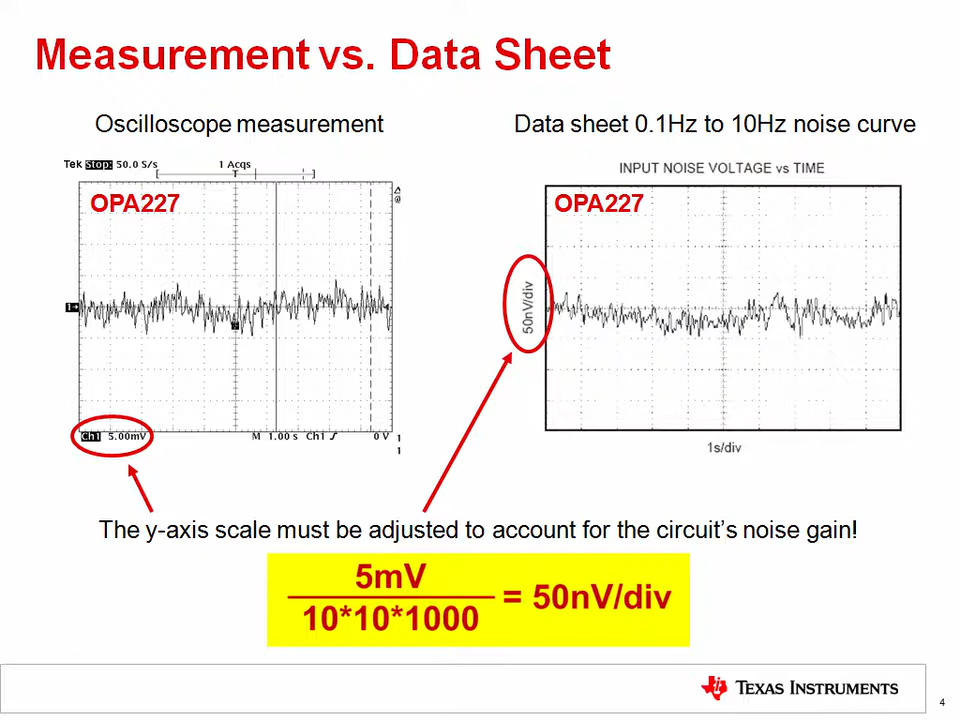 Measurement vs. Data Sheet
Oscilloscope measurement
Data sheet 0.1Hz to 10Hz noise curve
Tek Stop: 50.0 S/s 1 Acqs
INPUT NOISE VOLTAGE vs TIME
OPA227
OPA227
50nV/div
Ch1 5.00mV M 1.00 s Ch1 0 V
1s/div
The y-axis scale must be adjusted to account for the circuit's noise gain!
5mV
10*10*1000
= 50nV/div
TEXAS INSTRUMENTS
4